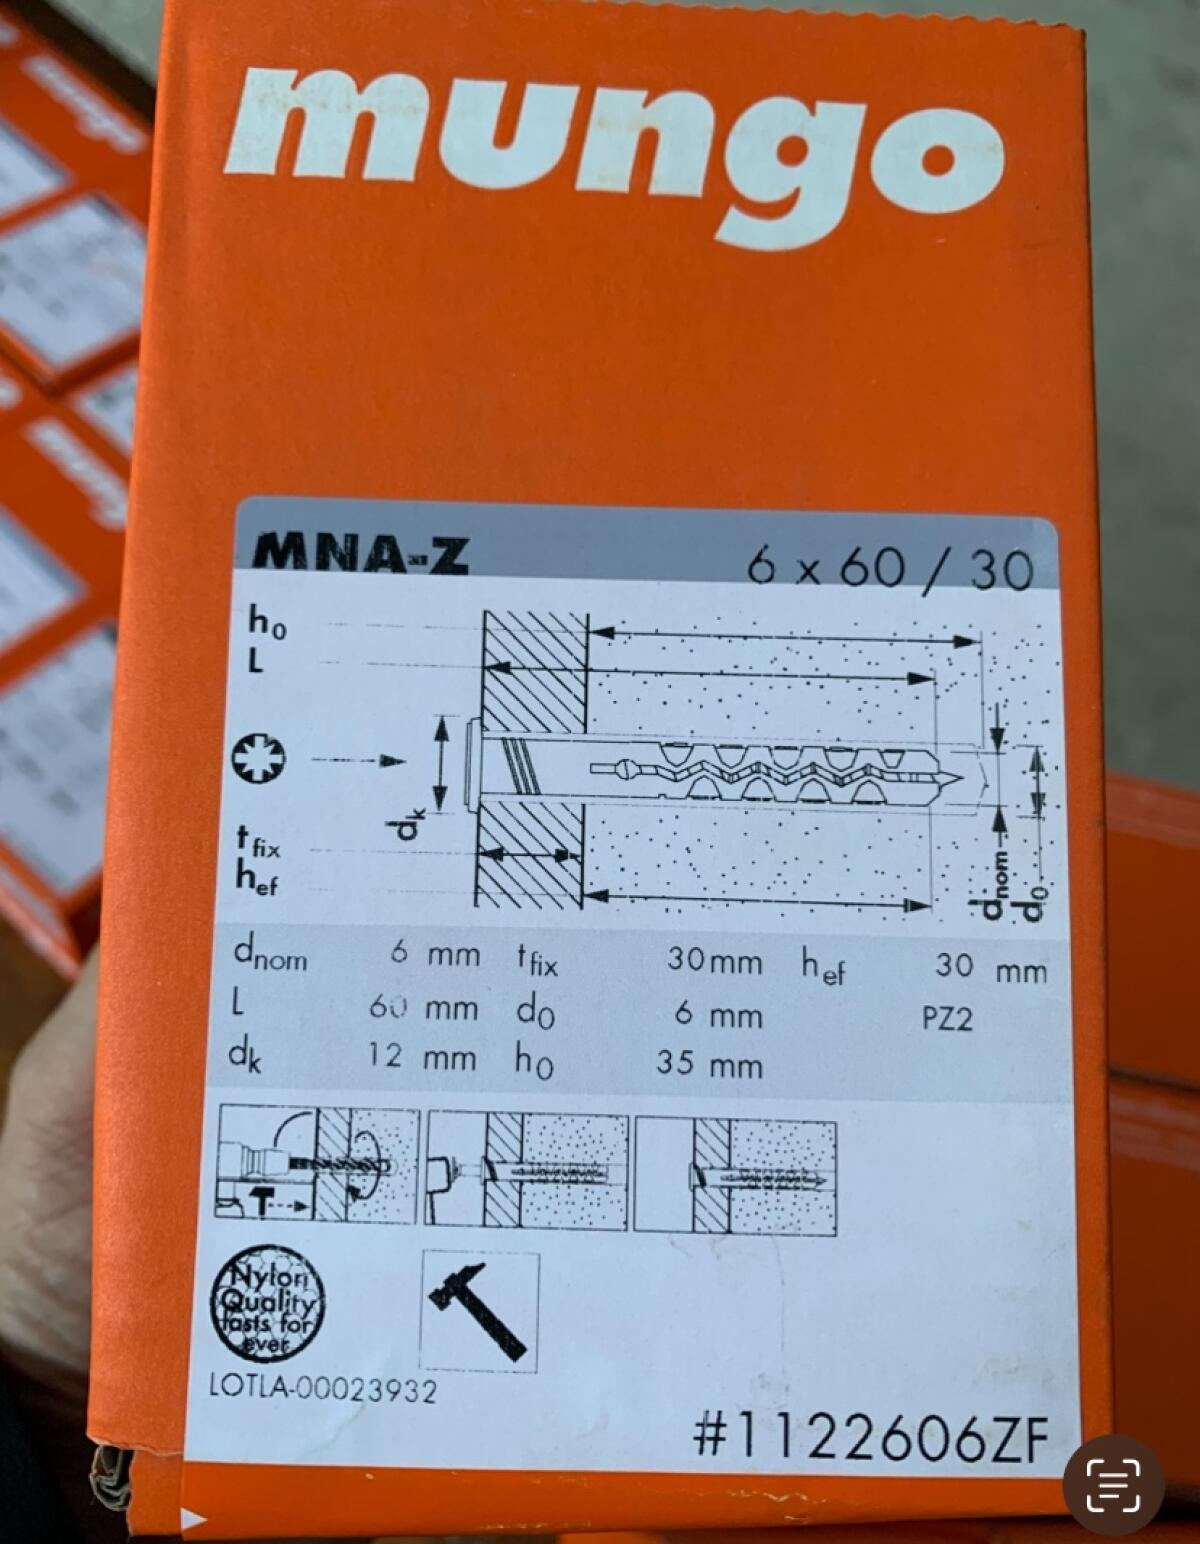 mungo
MNA-Z 6 x 60 / 30
h0
L
dk
tfix
hef
dnom
d0
dnom 6 mm tfix 30mm hef 30 mm
L 60 mm d0 6 mm PZ2
dk 12 mm h0 35 mm
T
Nylon
Quality
lasts for
ever
LOTLA-00023932
#1122606ZF
mungo
mungo